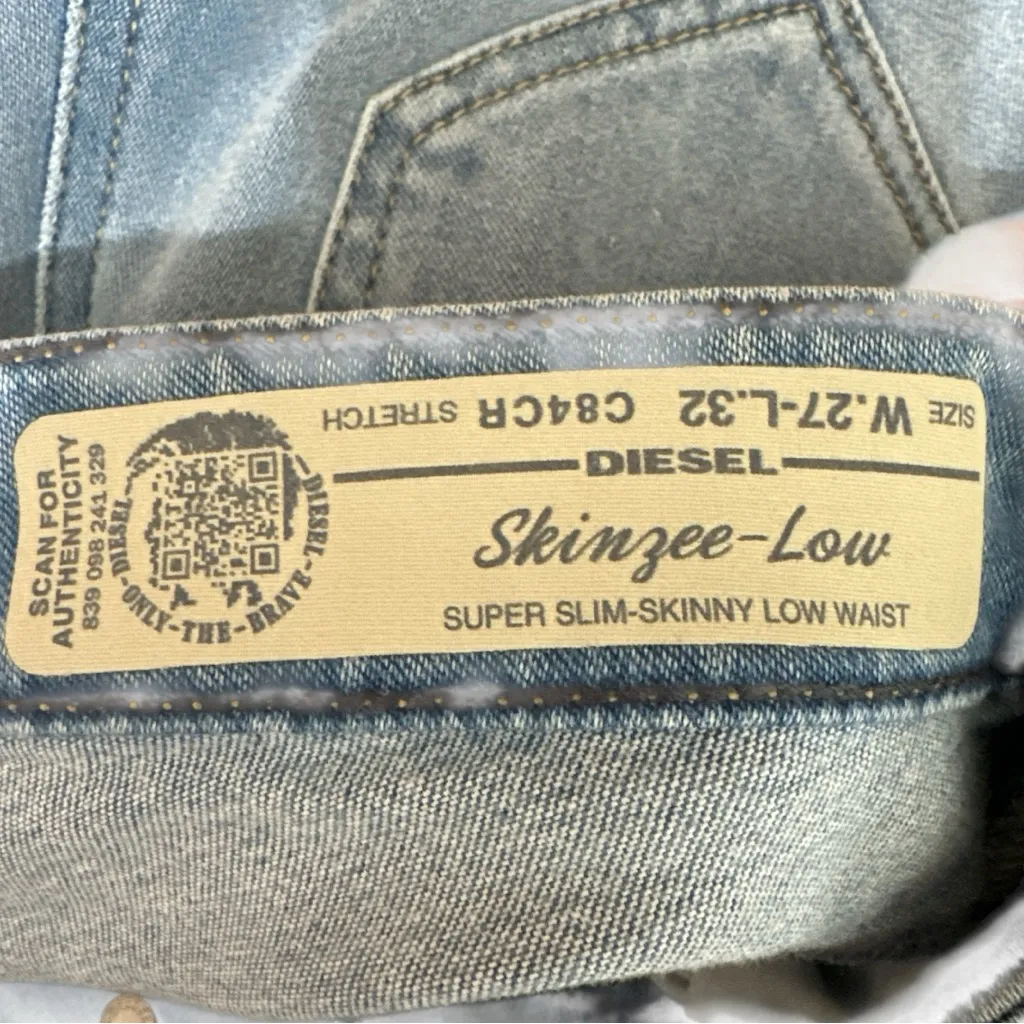 SCAN FOR
AUTHENTICITY
839 098 241 329
DIESEL-ONLY-THE-BRAVE-DIESEL
SIZE W.27-L.32 C84CR STRETCH
DIESEL
Skinzee-Low
SUPER SLIM-SKINNY LOW WAIST